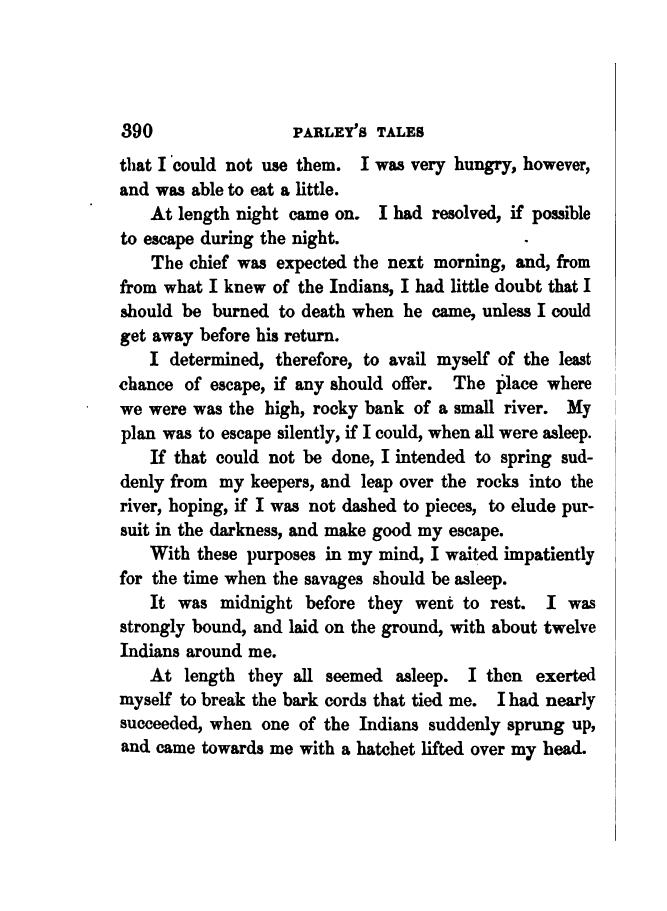 390 PARLEY'S TALES
that I could not use them. I was very hungry, however,
and was able to eat a little.
At length night came on. I had resolved, if possible
to escape during the night.
The chief was expected the next morning, and, from
from what I knew of the Indians, I had little doubt that I
should be burned to death when he came, unless I could
get away before his return.
I determined, therefore, to avail myself of the least
chance of escape, if any should offer. The place where
we were was the high, rocky bank of a small river. My
plan was to escape silently, if I could, when all were asleep.
If that could not be done, I intended to spring sud-
denly from my keepers, and leap over the rocks into the
river, hoping, if I was not dashed to pieces, to elude pur-
suit in the darkness, and make good my escape.
With these purposes in my mind, I waited impatiently
for the time when the savages should be asleep.
It was midnight before they went to rest. I was
strongly bound, and laid on the ground, with about twelve
Indians around me.
At length they all seemed asleep. I then exerted
myself to break the bark cords that tied me. I had nearly
succeeded, when one of the Indians suddenly sprung up,
and came towards me with a hatchet lifted over my head.